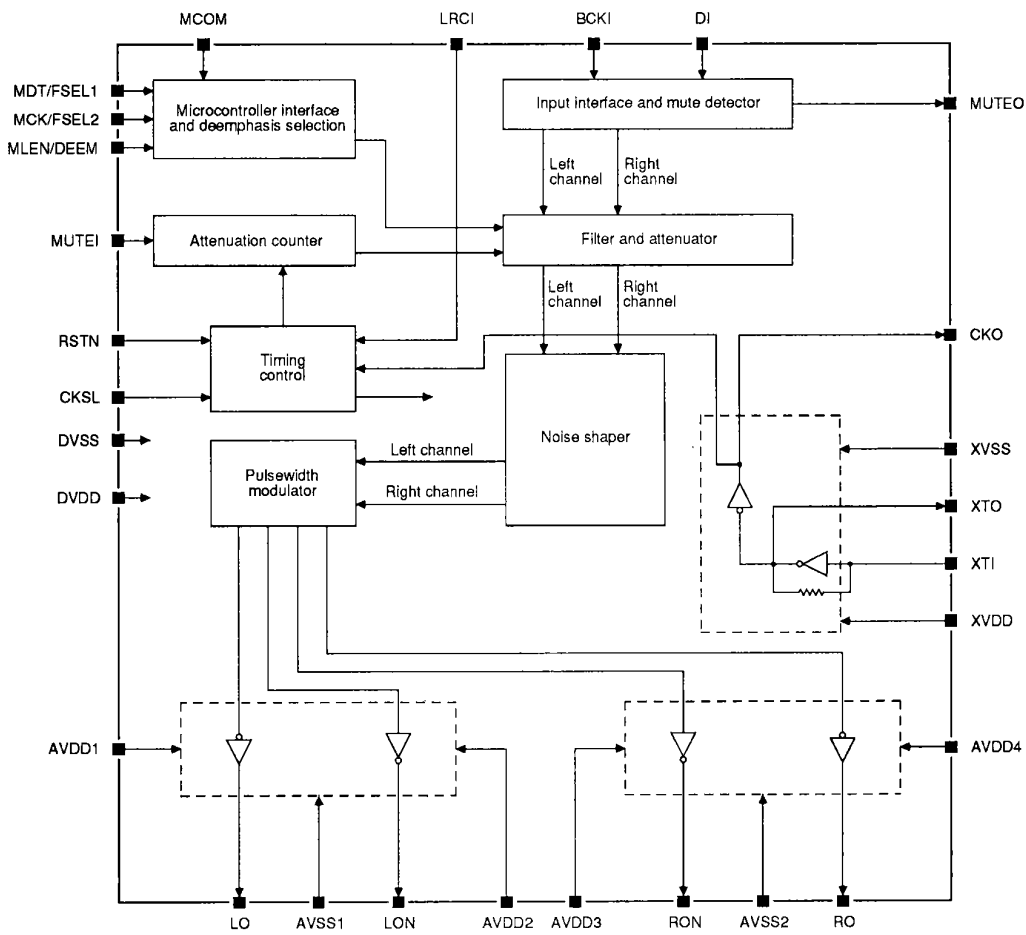 MCOM
LRCI
BCKI
DI
MDT/FSEL1
MCK/FSEL2
MLEN/DEEM
Microcontroller interface
and deemphasis selection
Input interface and mute detector
MUTEO
Left
channel
Right
channel
MUTEI
Attenuation counter
Filter and attenuator
Left
channel
Right
channel
RSTN
CKSL
Timing
control
CKO
DVSS
DVDD
Pulsewidth
modulator
Left channel
Right channel
Noise shaper
XVSS
XTO
XTI
XVDD
AVDD1
AVDD4
LO
AVSS1
LON
AVDD2
AVDD3
RON
AVSS2
RO